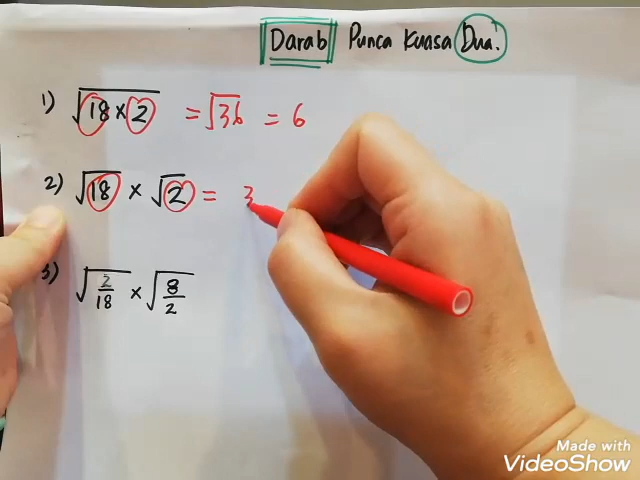 Darab Punca Kuasa Dua!
1) √18 × 2 = √36 = 6
2) √18 × √2 = 3
3) √2/18 × √8/2
Made with
VideoShow